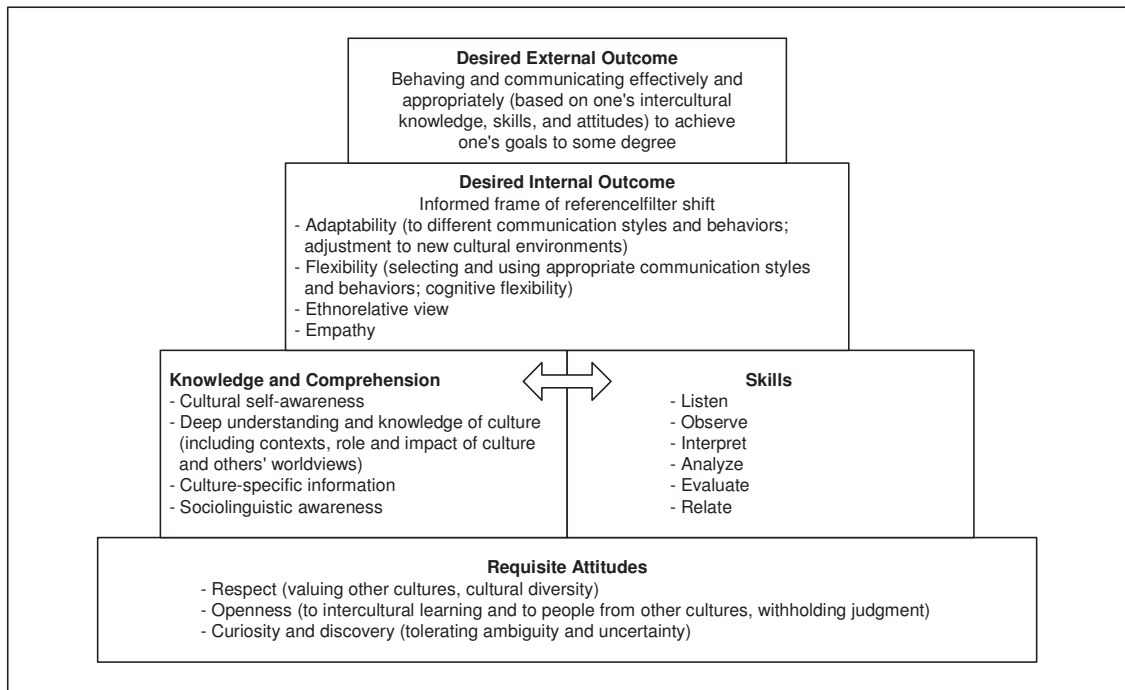 Desired External Outcome
Behaving and communicating effectively and
appropriately (based on one's intercultural
knowledge, skills, and attitudes) to achieve
one's goals to some degree
Desired Internal Outcome
Informed frame of referencelfilter shift
- Adaptability (to different communication styles and behaviors;
adjustment to new cultural environments)
- Flexibility (selecting and using appropriate communication styles
and behaviors; cognitive flexibility)
- Ethnorelative view
- Empathy
Knowledge and Comprehension
- Cultural self-awareness
- Deep understanding and knowledge of culture
(including contexts, role and impact of culture
and others' worldviews)
- Culture-specific information
- Sociolinguistic awareness
Skills
- Listen
- Observe
- Interpret
- Analyze
- Evaluate
- Relate
Requisite Attitudes
- Respect (valuing other cultures, cultural diversity)
- Openness (to intercultural learning and to people from other cultures, withholding judgment)
- Curiosity and discovery (tolerating ambiguity and uncertainty)